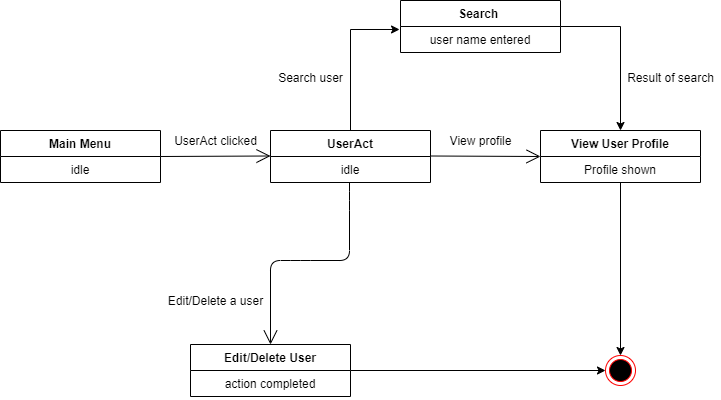 Search
user name entered
Search user
Result of search
Main Menu
idle
UserAct clicked
UserAct
idle
View profile
View User Profile
Profile shown
Edit/Delete a user
Edit/Delete User
action completed